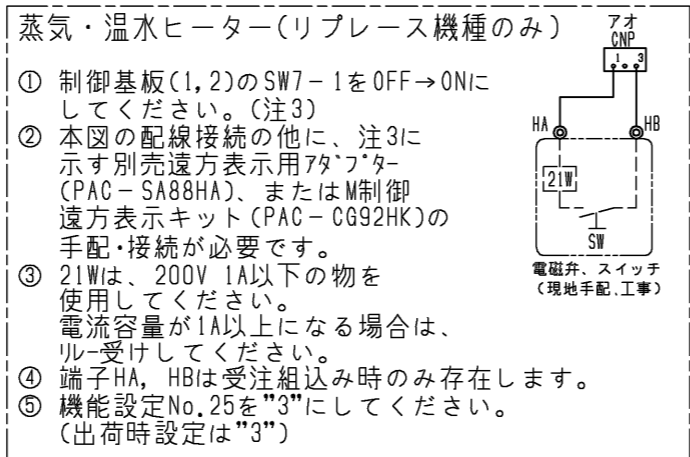 蒸気・温水ヒーター(リプレース機種のみ)
① 制御基板(1,2)のSW7－1をOFF→ONに
してください。(注3)
② 本図の配線接続の他に、注3に
示す別売遠方表示用ｱﾀﾞﾌﾟﾀｰ
(PAC－SA88HA)、またはM制御
遠方表示キット(PAC－CG92HK)の
手配・接続が必要です。
③ 21Wは、200V 1A以下の物を
使用してください。
電流容量が1A以上になる場合は、
ﾘﾚｰ受けしてください。
④ 端子HA, HBは受注組込み時のみ存在します。
⑤ 機能設定No.25を”3”にしてください。
(出荷時設定は”3”)
アオ
CNP
1 3
HA HB
21W
SW
電磁弁、スイッチ
(現地手配.工事)